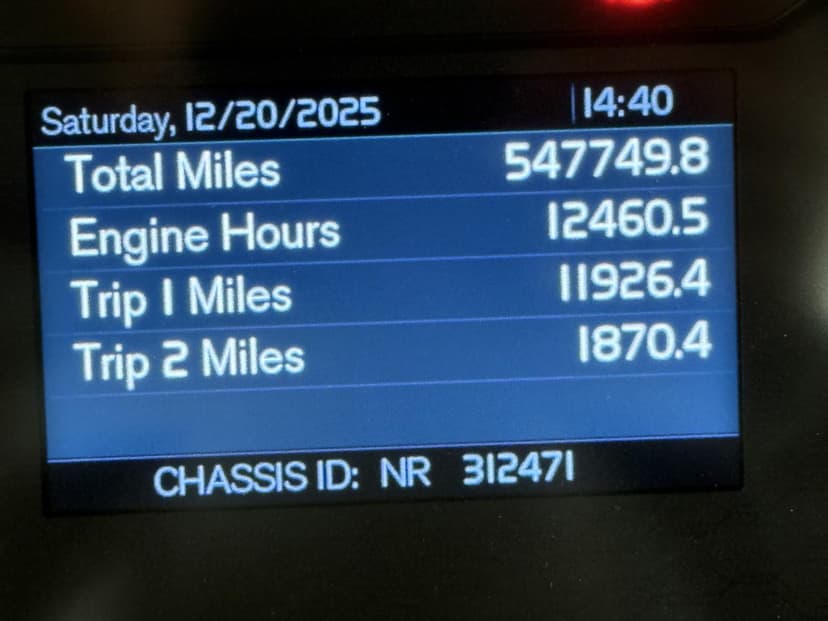 Saturday, 12/20/2025 14:40
Total Miles 547749.8
Engine Hours 12460.5
Trip 1 Miles 11926.4
Trip 2 Miles 1870.4
CHASSIS ID: NR 312471